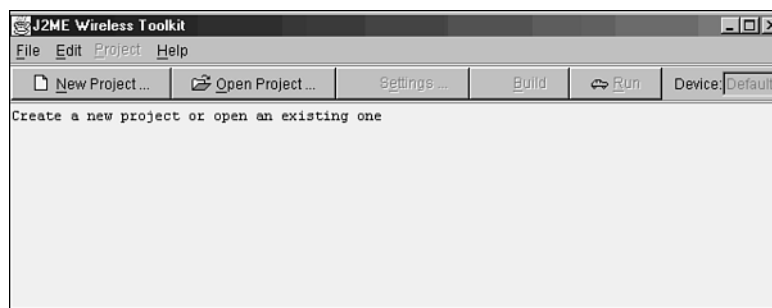 J2ME Wireless Toolkit
File Edit Project Help
New Project ... Open Project ... Settings ... Build Run Device: Default
Create a new project or open an existing one